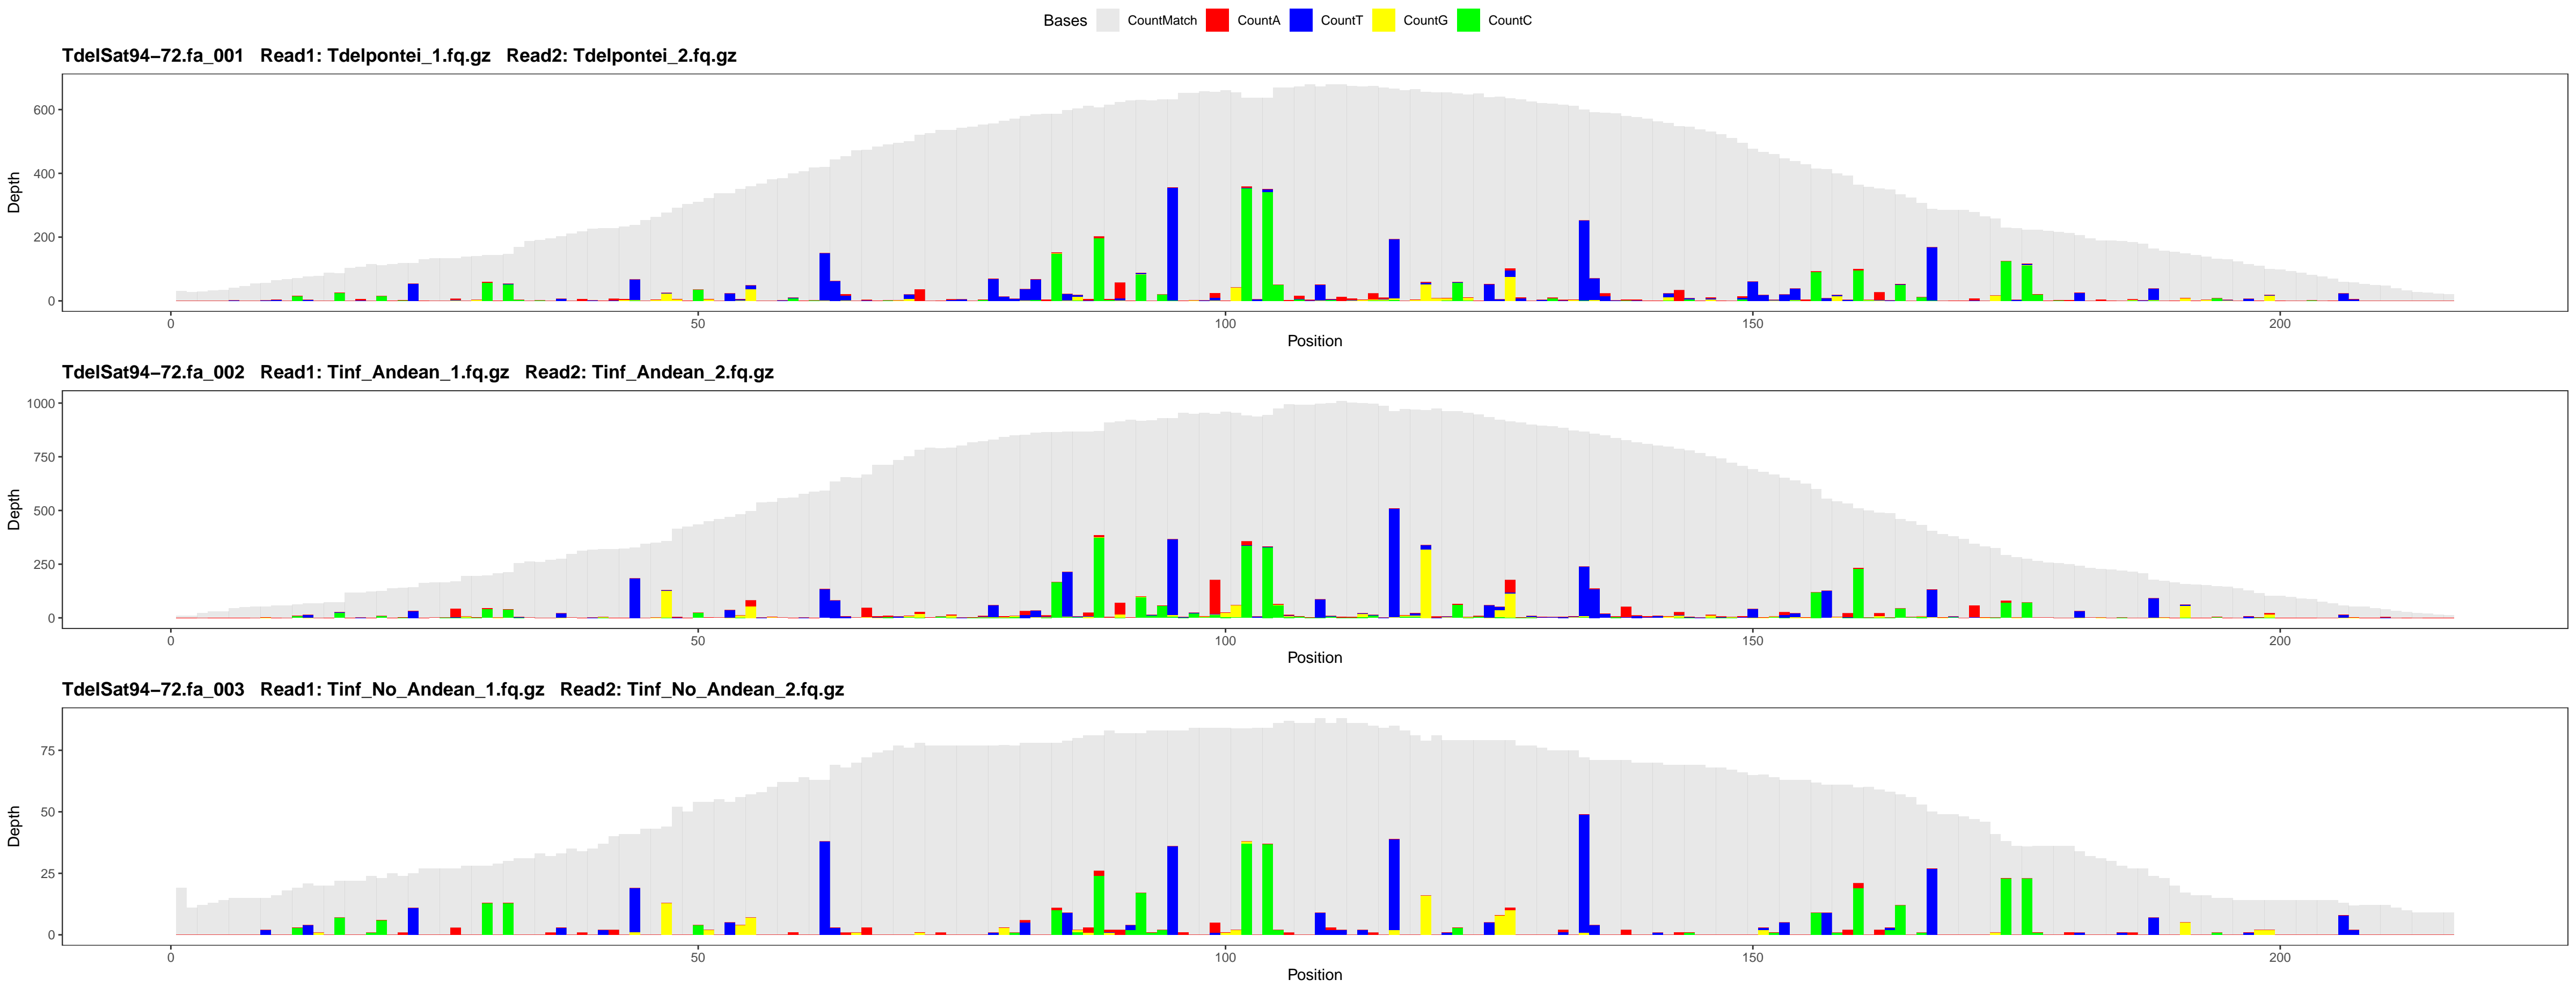 Bases CountMatch CountA CountT CountG CountC
TdelSat94−72.fa_001 Read1: Tdelpontei_1.fq.gz Read2: Tdelpontei_2.fq.gz
600
400
200
0
Depth
0 50 100 150 200
Position
TdelSat94−72.fa_002 Read1: Tinf_Andean_1.fq.gz Read2: Tinf_Andean_2.fq.gz
1000
750
500
250
0
Depth
0 50 100 150 200
Position
TdelSat94−72.fa_003 Read1: Tinf_No_Andean_1.fq.gz Read2: Tinf_No_Andean_2.fq.gz
75
50
25
0
Depth
0 50 100 150 200
Position